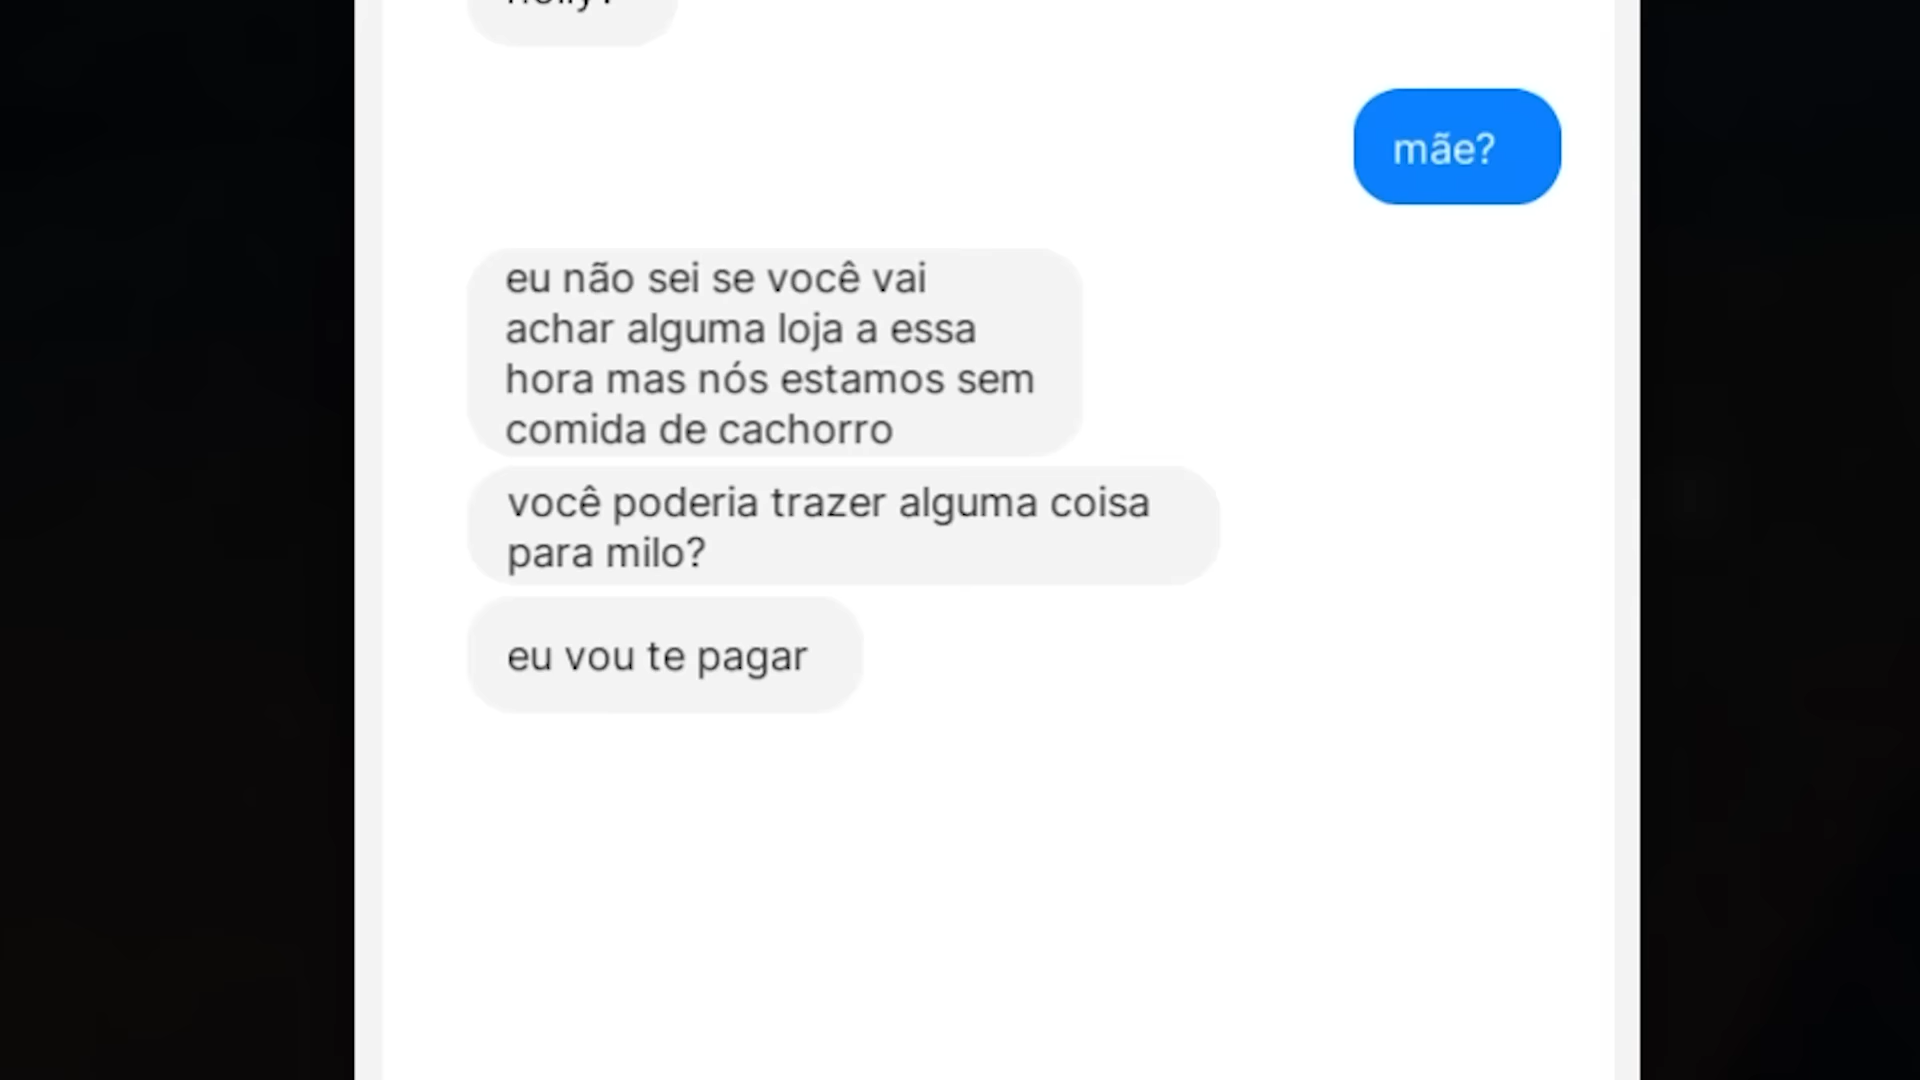 mãe?
eu não sei se você vai
achar alguma loja a essa
hora mas nós estamos sem
comida de cachorro
você poderia trazer alguma coisa
para milo?
eu vou te pagar